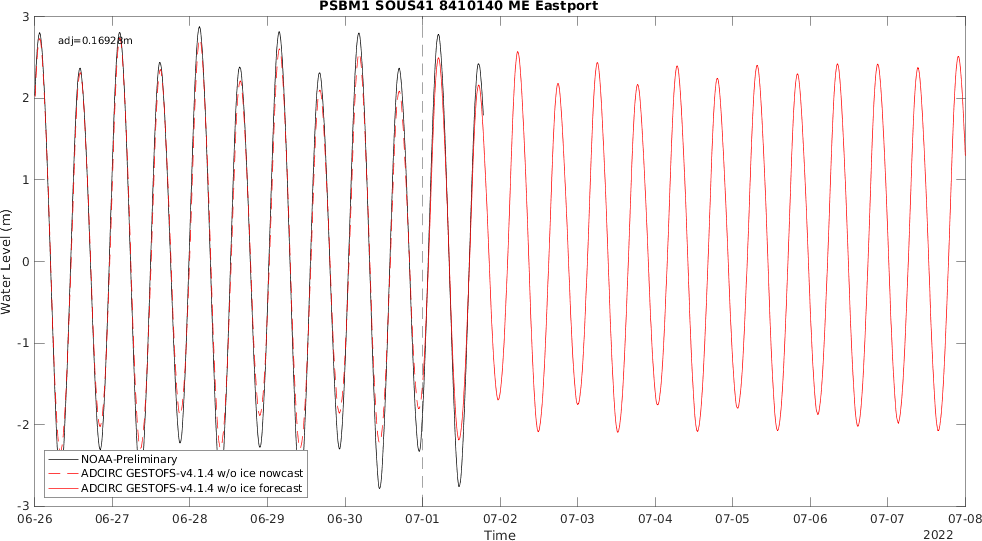 PSBM1 SOUS41 8410140 ME Eastport
adj=0.16928m
Water Level (m)
3
2
1
0
-1
-2
-3
NOAA-Preliminary
ADCIRC GESTOFS-v4.1.4 w/o ice nowcast
ADCIRC GESTOFS-v4.1.4 w/o ice forecast
06-26 06-27 06-28 06-29 06-30 07-01 07-02 07-03 07-04 07-05 07-06 07-07 07-08
Time
2022